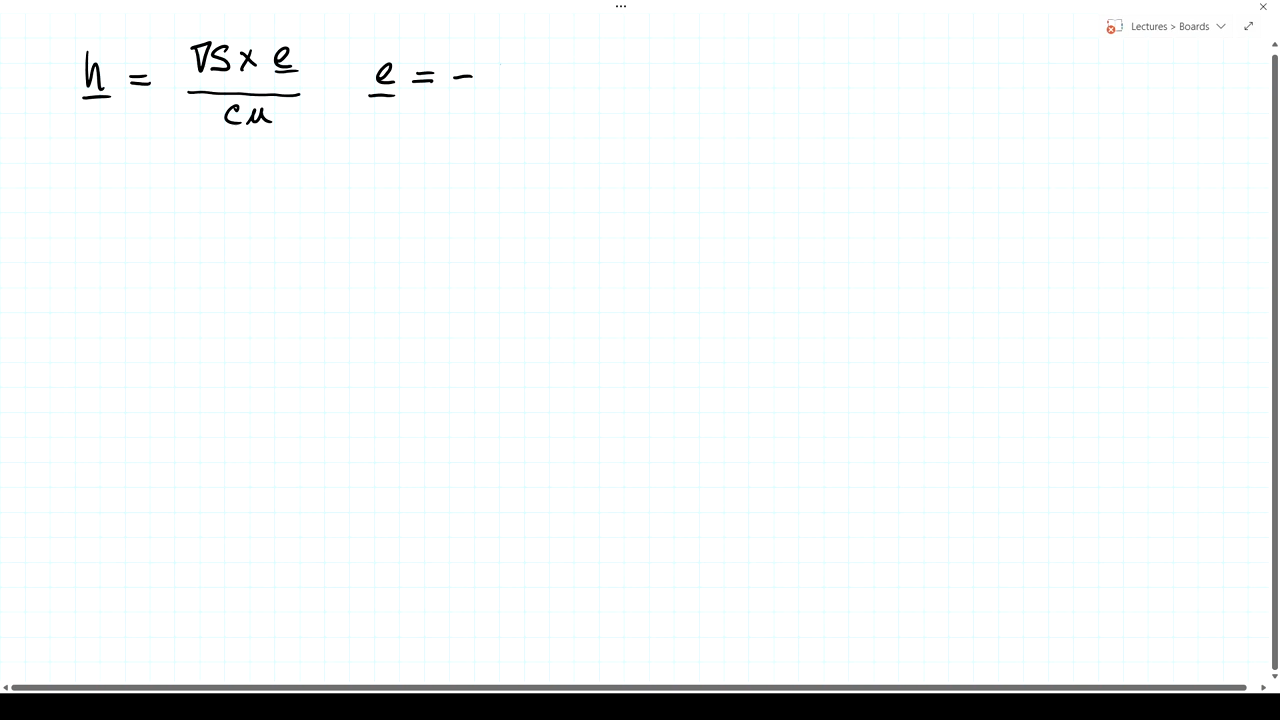 Lectures > Boards
h = ∇S × e / cμ    e = −